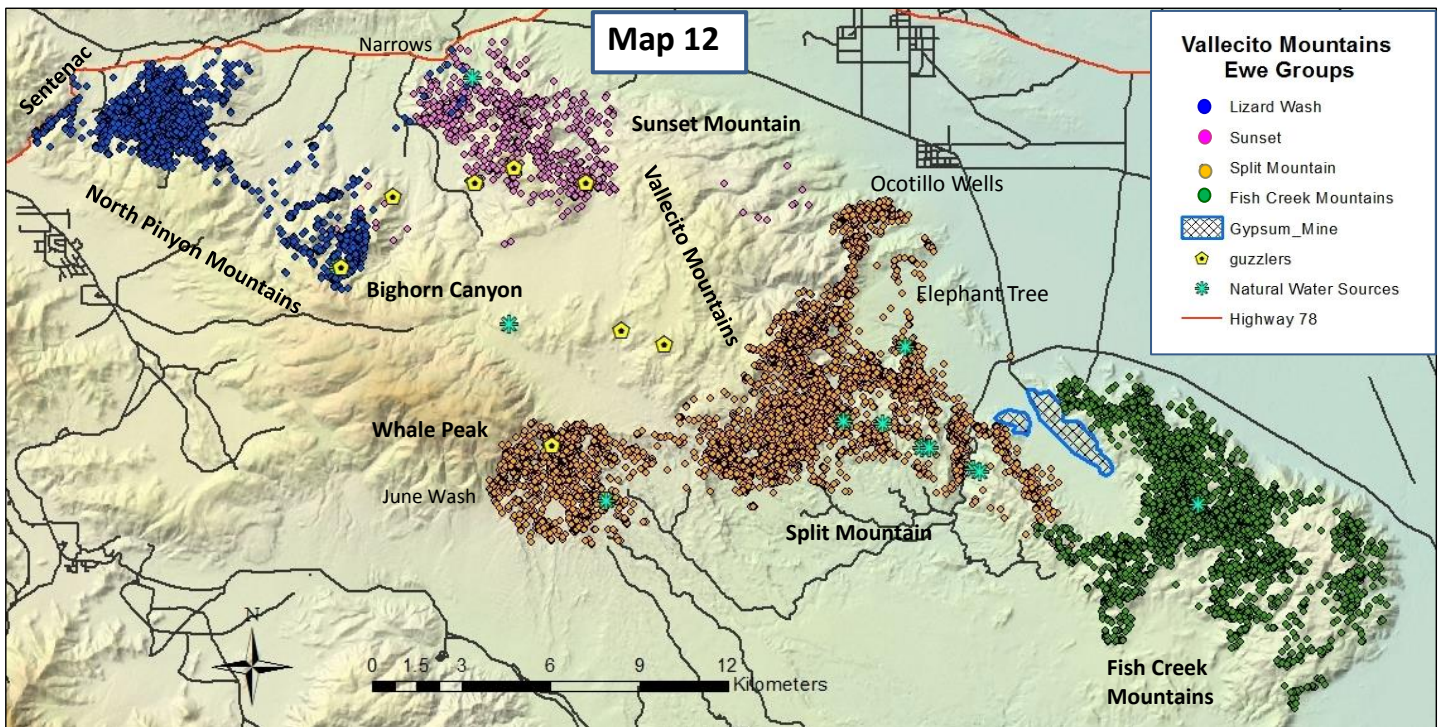 Map 12
Narrows
Sentenac
Sunset Mountain
Ocotillo Wells
Vallecito Mountains
North Pinyon Mountains
Bighorn Canyon
Elephant Tree
Whale Peak
June Wash
Split Mountain
Fish Creek
Mountains
N
0 1.5 3 6 9 12
Kilometers
Vallecito Mountains
Ewe Groups
Lizard Wash
Sunset
Split Mountain
Fish Creek Mountains
Gypsum_Mine
guzzlers
Natural Water Sources
Highway 78